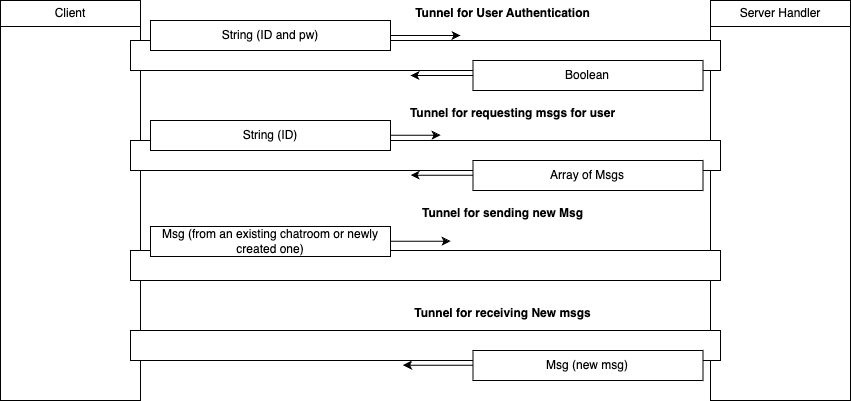 Client
Tunnel for User Authentication
Server Handler
String (ID and pw)
Boolean
Tunnel for requesting msgs for user
String (ID)
Array of Msgs
Tunnel for sending new Msg
Msg (from an existing chatroom or newly
created one)
Tunnel for receiving New msgs
Msg (new msg)